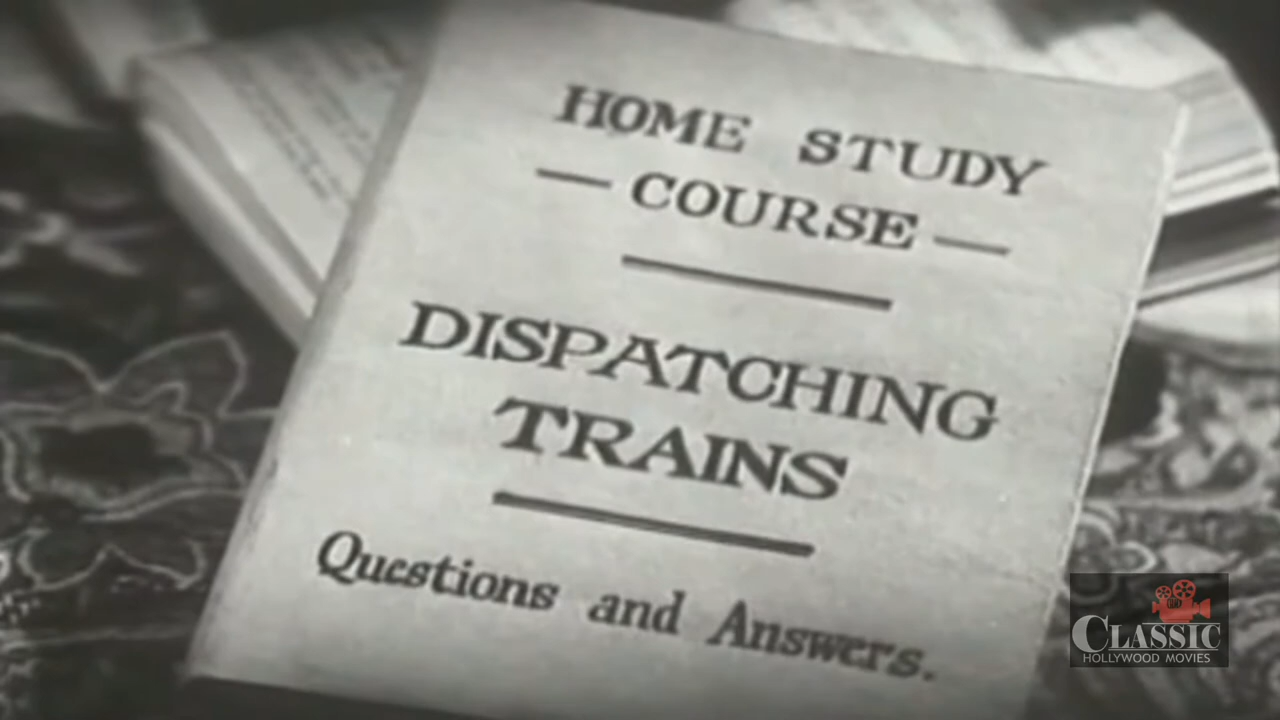 HOME STUDY
— COURSE —
DISPATCHING
TRAINS
Questions and Answers.
CLASSIC
HOLLYWOOD MOVIES